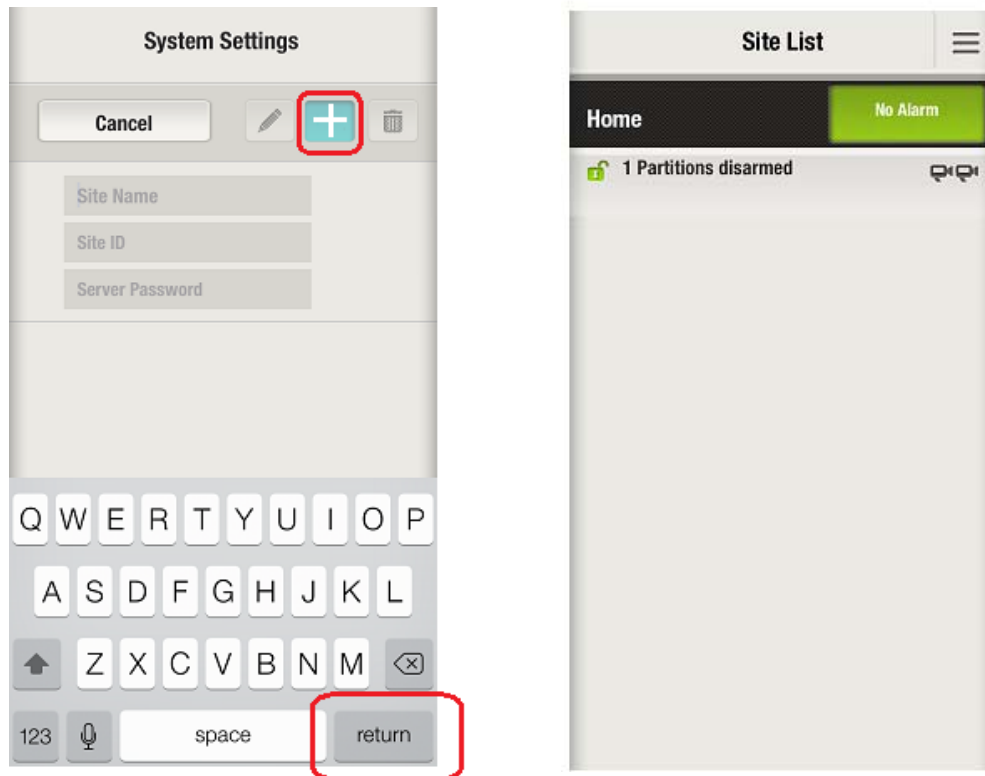 System Settings
Cancel
Site Name
Site ID
Server Password
Q W E R T Y U I O P
A S D F G H J K L
Z X C V B N M
123 space return
Site List
Home No Alarm
1 Partitions disarmed